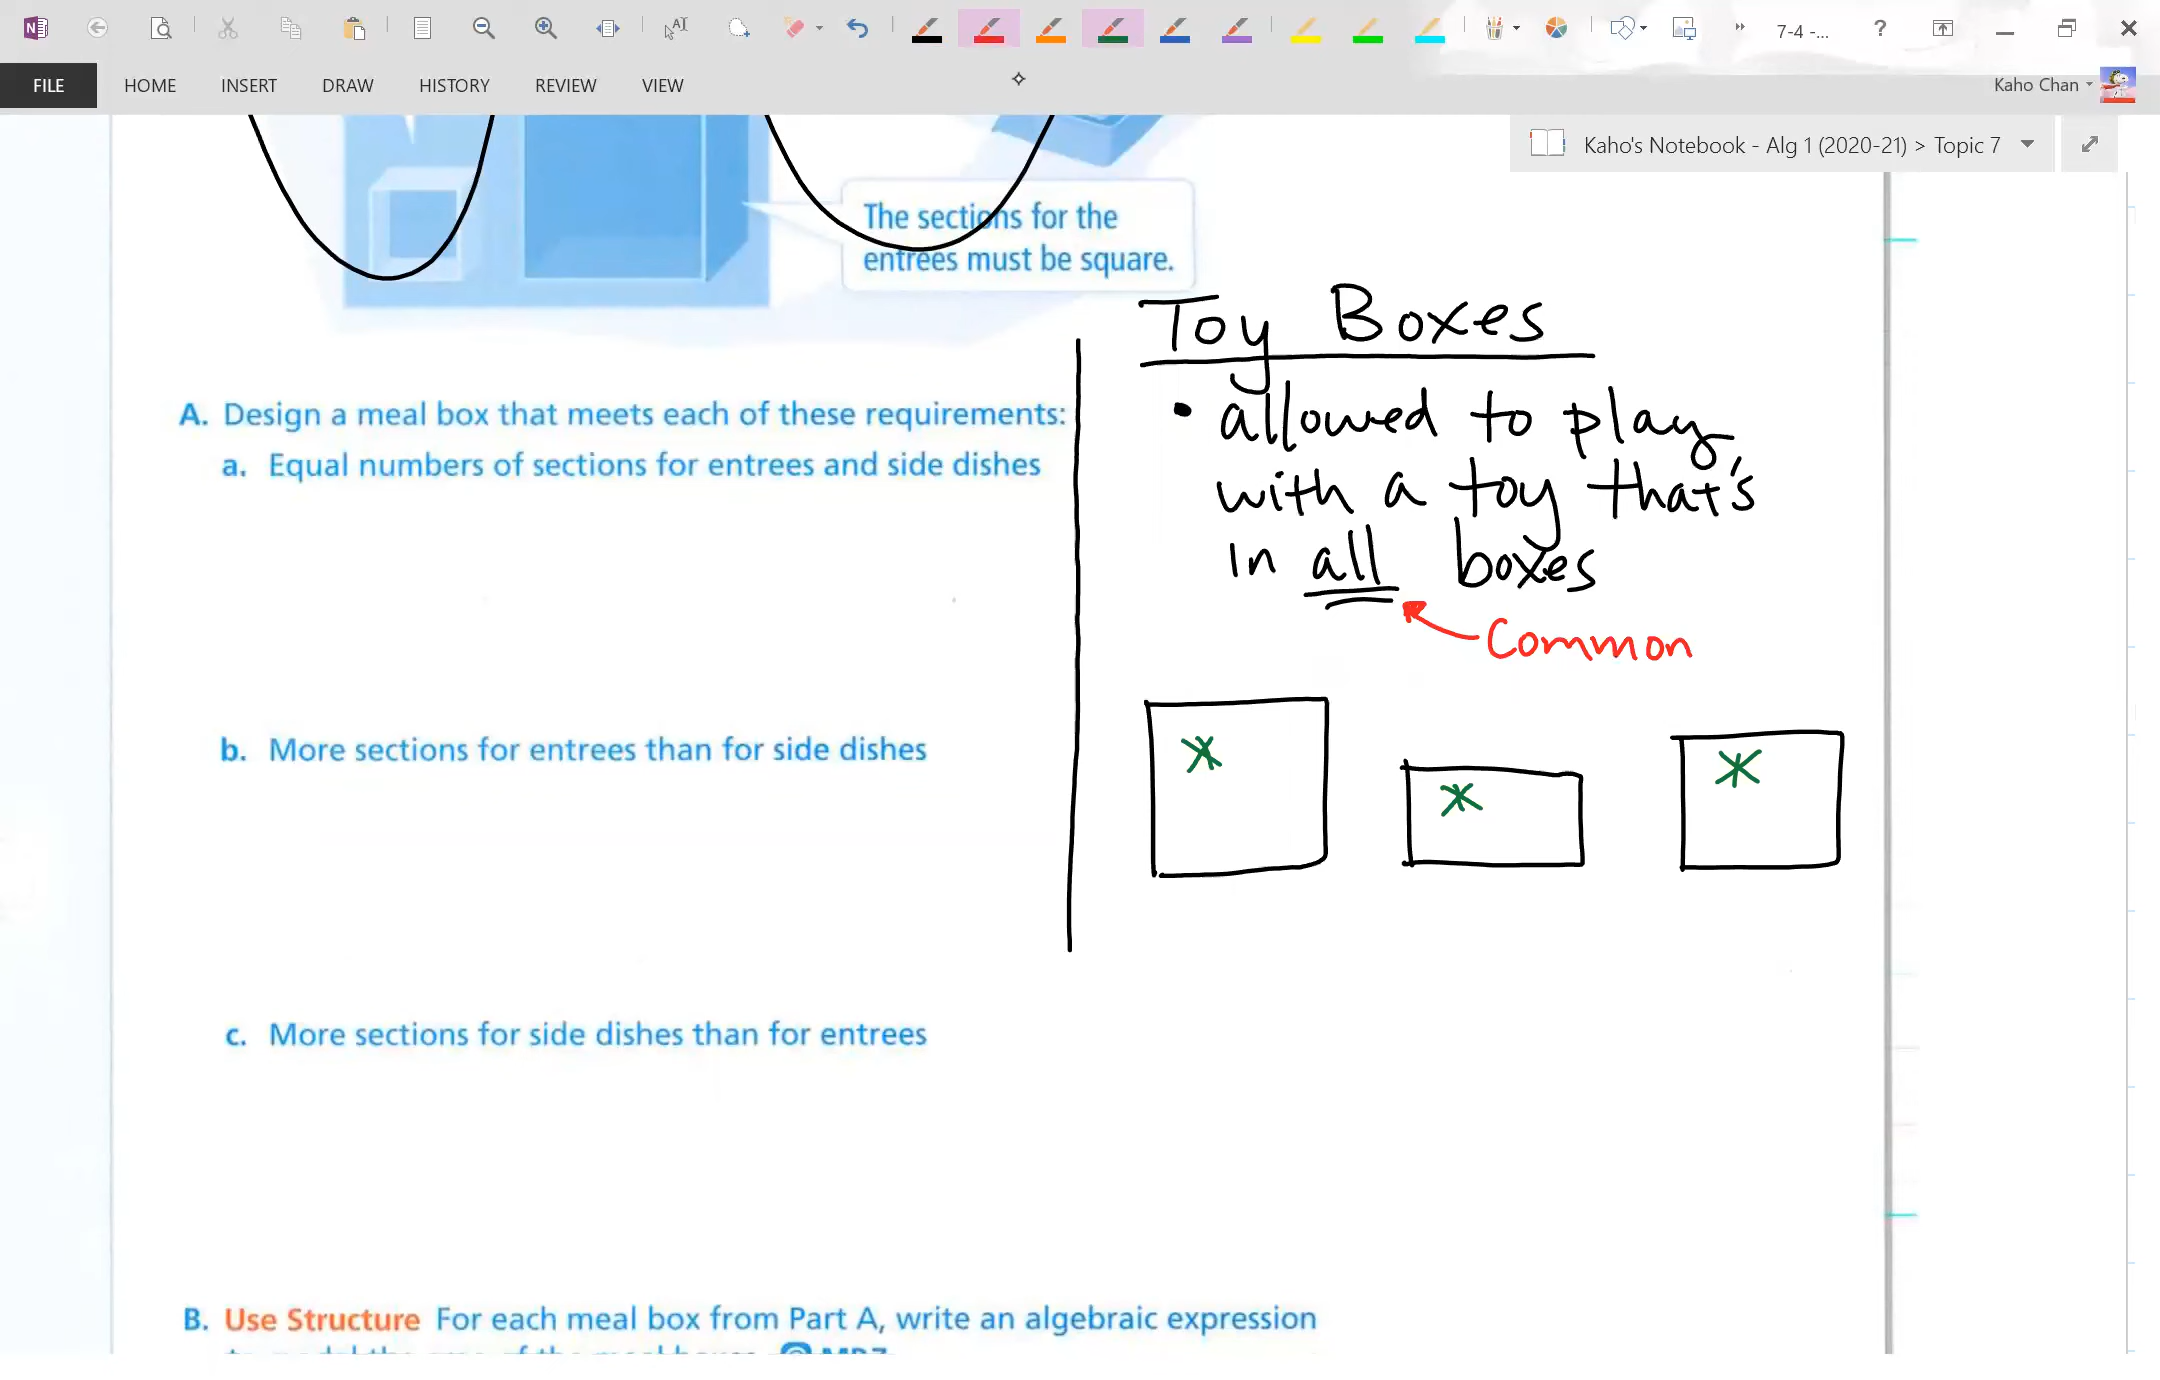 7-4 -...
?
FILE
HOME
INSERT
DRAW
HISTORY
REVIEW
VIEW
Kaho Chan
Kaho's Notebook - Alg 1 (2020-21) > Topic 7
The sections for the
entrees must be square.
Toy Boxes
• allowed to play
with a toy that's
in all boxes
Common
A. Design a meal box that meets each of these requirements:
a. Equal numbers of sections for entrees and side dishes
b. More sections for entrees than for side dishes
c. More sections for side dishes than for entrees
B. Use Structure For each meal box from Part A, write an algebraic expression